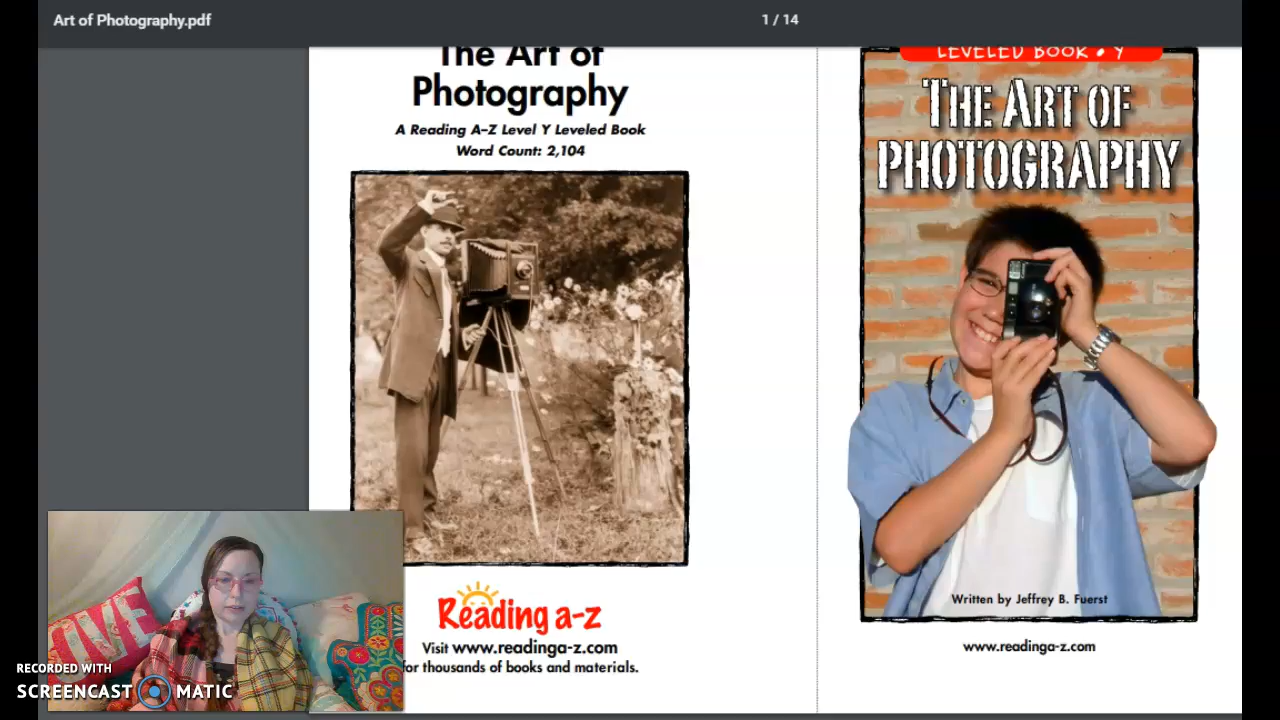 Art of Photography.pdf
1 / 14
The Art of
Photography
A Reading A–Z Level Y Leveled Book
Word Count: 2,104
Reading a-z
Visit www.readinga-z.com
for thousands of books and materials.
LEVELED BOOK • Y
THE ART OF
PHOTOGRAPHY
Written by Jeffrey B. Fuerst
www.readinga-z.com
LOVE
RECORDED WITH
SCREENCAST MATIC